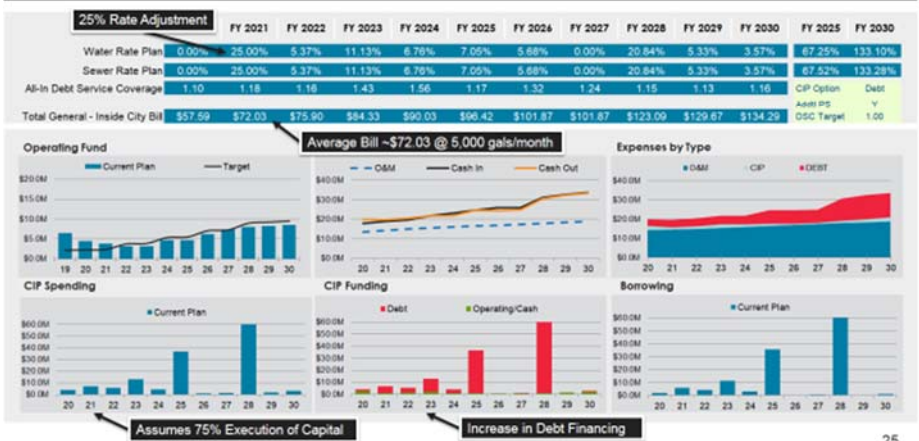 25% Rate Adjustment
FY 2021 FY 2022 FY 2023 FY 2024 FY 2025 FY 2026 FY 2027 FY 2028 FY 2029 FY 2030 FY 2025 FY 2030
Water Rate Plan 0.00% 25.00% 5.37% 11.13% 6.76% 7.05% 5.68% 0.00% 20.84% 5.33% 3.57% 67.25% 133.10%
Sewer Rate Plan 0.00% 25.00% 5.37% 11.13% 6.76% 7.05% 5.68% 0.00% 20.84% 5.33% 3.57% 67.52% 133.28%
All-In Debt Service Coverage 1.10 1.18 1.16 1.43 1.56 1.17 1.32 1.24 1.15 1.13 1.16 CIP Option Debt
Addtl PS Y
Total General - Inside City Bill $57.59 $72.03 $75.90 $84.33 $90.03 $96.42 $101.87 $101.87 $123.09 $129.67 $134.29 DSC Target 1.00
Average Bill ~$72.03 @ 5,000 gals/month
Operating Fund
Current Plan Target
$20.0M
$15.0M
$10.0M
$5.0M
$0.0M
19 20 21 22 23 24 25 26 27 28 29 30
O&M Cash In Cash Out
$40.0M
$30.0M
$20.0M
$10.0M
$0.0M
20 21 22 23 24 25 26 27 28 29 30
Expenses by Type
O&M CIP DEBT
$40.0M
$30.0M
$20.0M
$10.0M
$0.0M
20 21 22 23 24 25 26 27 28 29 30
CIP Spending
Current Plan
$60.0M
$50.0M
$40.0M
$30.0M
$20.0M
$10.0M
$0.0M
20 21 22 23 24 25 26 27 28 29 30
Assumes 75% Execution of Capital
CIP Funding
Debt Operating/Cash
$60.0M
$50.0M
$40.0M
$30.0M
$20.0M
$10.0M
$0.0M
20 21 22 23 24 25 26 27 28 29 30
Increase in Debt Financing
Borrowing
Current Plan
$60.0M
$50.0M
$40.0M
$30.0M
$20.0M
$10.0M
$0.0M
20 21 22 23 24 25 26 27 28 29 30
25